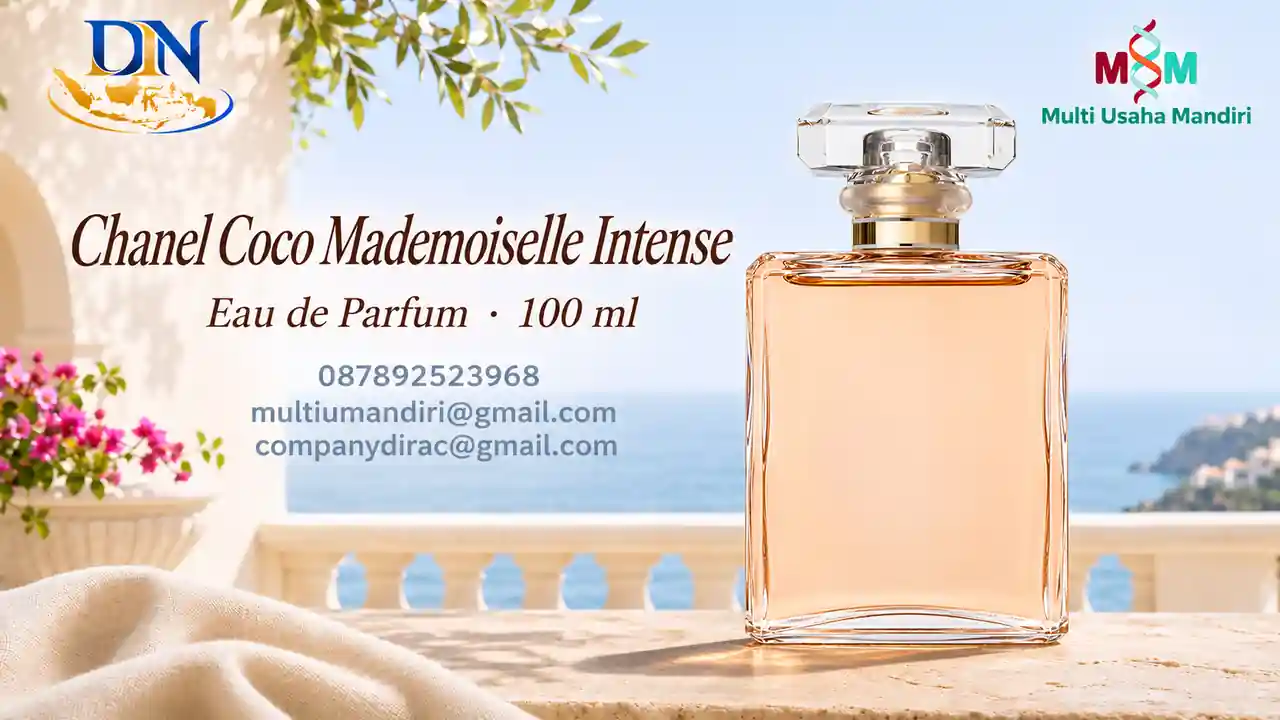 DIN
M M
Multi Usaha Mandiri
Chanel Coco Mademoiselle Intense
Eau de Parfum · 100 ml
087892523968
multiumandiri@gmail.com
companydirac@gmail.com